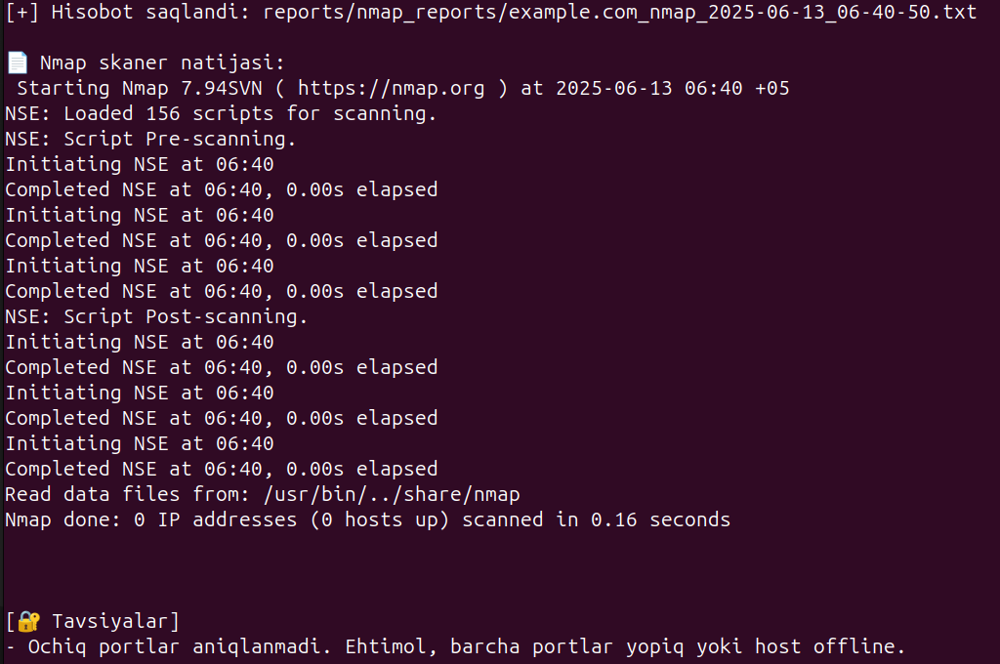 [+] Hisobot saqlandi: reports/nmap_reports/example.com_nmap_2025-06-13_06-40-50.txt
📄 Nmap skaner natijasi:
Starting Nmap 7.94SVN ( https://nmap.org ) at 2025-06-13 06:40 +05
NSE: Loaded 156 scripts for scanning.
NSE: Script Pre-scanning.
Initiating NSE at 06:40
Completed NSE at 06:40, 0.00s elapsed
Initiating NSE at 06:40
Completed NSE at 06:40, 0.00s elapsed
Initiating NSE at 06:40
Completed NSE at 06:40, 0.00s elapsed
NSE: Script Post-scanning.
Initiating NSE at 06:40
Completed NSE at 06:40, 0.00s elapsed
Initiating NSE at 06:40
Completed NSE at 06:40, 0.00s elapsed
Initiating NSE at 06:40
Completed NSE at 06:40, 0.00s elapsed
Read data files from: /usr/bin/../share/nmap
Nmap done: 0 IP addresses (0 hosts up) scanned in 0.16 seconds
[🔐 Tavsiyalar]
- Ochiq portlar aniqlanmadi. Ehtimol, barcha portlar yopiq yoki host offline.